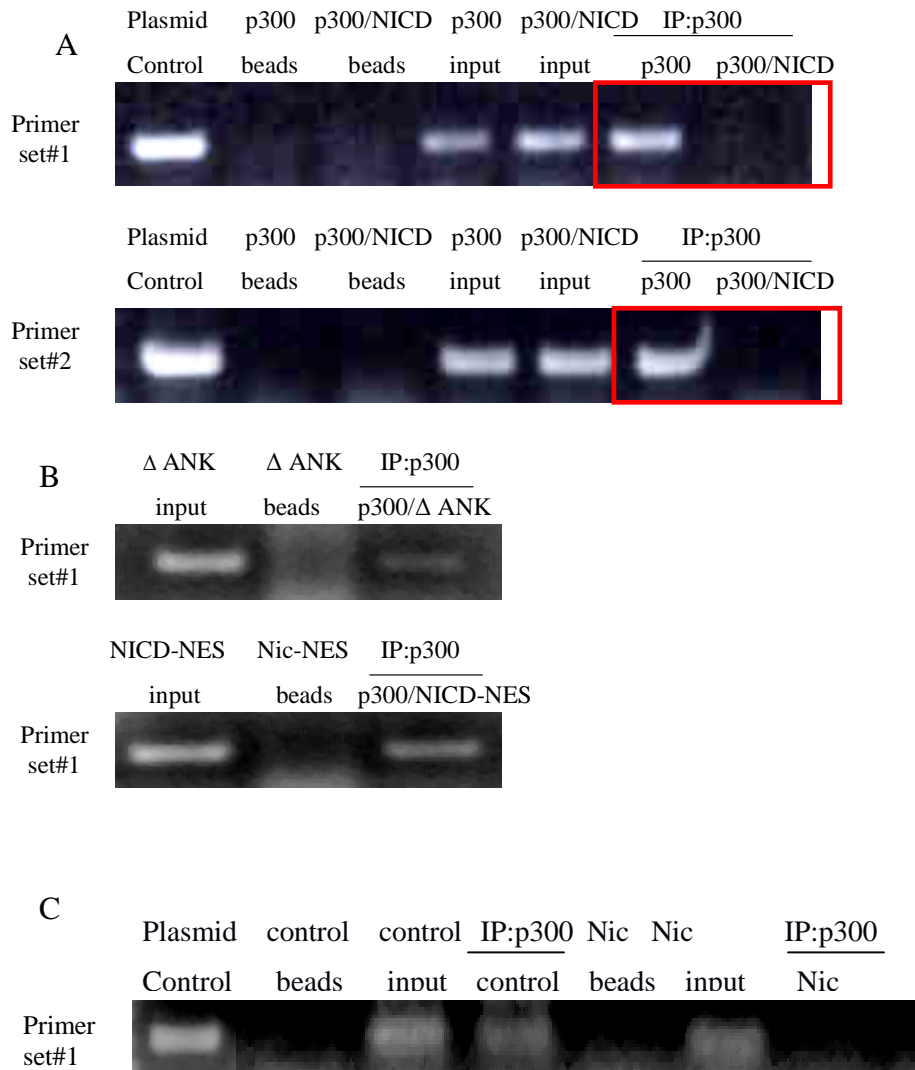 A
Plasmid p300 p300/NICD p300 p300/NICD IP:p300
Control beads beads input input p300 p300/NICD
Primer
set#1
Plasmid p300 p300/NICD p300 p300/NICD IP:p300
Control beads beads input input p300 p300/NICD
Primer
set#2
B
Δ ANK Δ ANK IP:p300
input beads p300/Δ ANK
Primer
set#1
NICD-NES Nic-NES IP:p300
input beads p300/NICD-NES
Primer
set#1
C
Plasmid control control IP:p300 Nic Nic IP:p300
Control beads input control beads input Nic
Primer
set#1